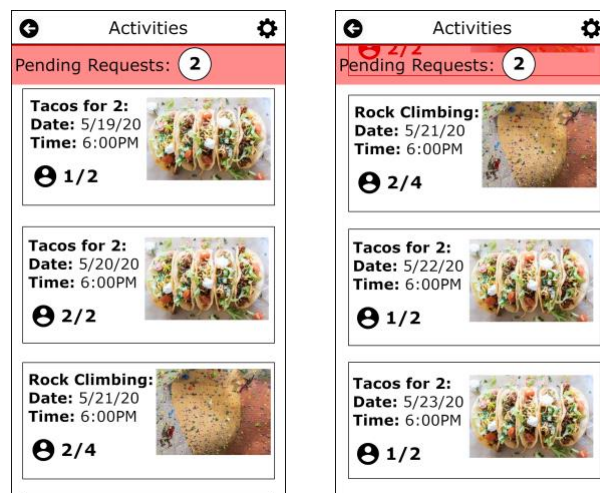 Activities
Pending Requests: 2
Tacos for 2:
Date: 5/19/20
Time: 6:00PM
1/2
Tacos for 2:
Date: 5/20/20
Time: 6:00PM
2/2
Rock Climbing:
Date: 5/21/20
Time: 6:00PM
2/4
Activities
2/2
Pending Requests: 2
Rock Climbing:
Date: 5/21/20
Time: 6:00PM
2/4
Tacos for 2:
Date: 5/22/20
Time: 6:00PM
1/2
Tacos for 2:
Date: 5/23/20
Time: 6:00PM
1/2